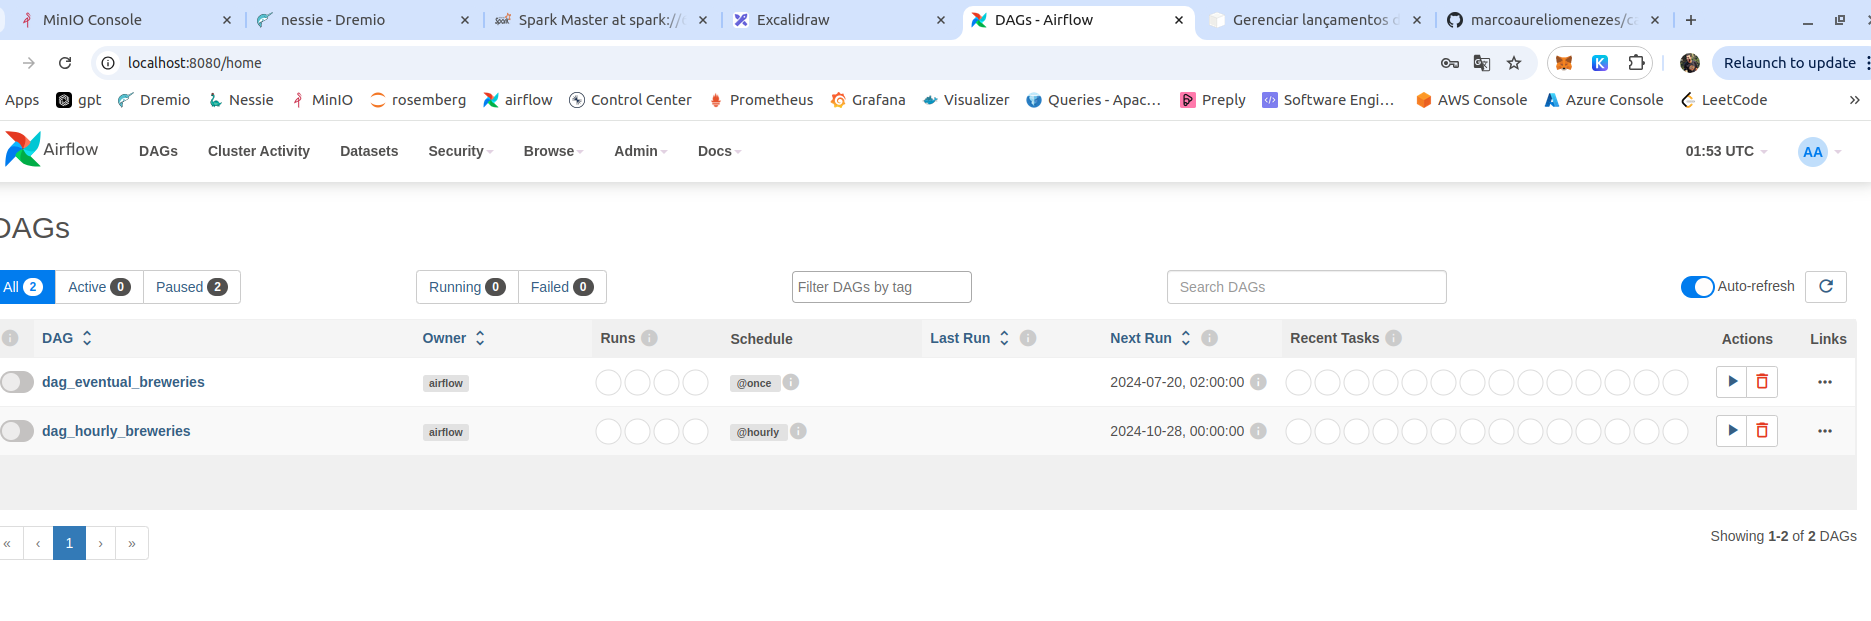 MinIO Console nessie - Dremio Spark Master at spark:// Excalidraw DAGs - Airflow Gerenciar lançamentos d marcoaureliomenezes/c
localhost:8080/home Relaunch to update
Apps gpt Dremio Nessie MinIO rosemberg airflow Control Center Prometheus Grafana Visualizer Queries - Apac... Preply Software Engi... AWS Console Azure Console LeetCode »
Airflow DAGs Cluster Activity Datasets Security Browse Admin Docs 01:53 UTC AA
DAGs
All 2 Active 0 Paused 2 Running 0 Failed 0 Filter DAGs by tag Search DAGs Auto-refresh
DAG Owner Runs Schedule Last Run Next Run Recent Tasks Actions Links
dag_eventual_breweries airflow @once 2024-07-20, 02:00:00
dag_hourly_breweries airflow @hourly 2024-10-28, 00:00:00
« ‹ 1 › » Showing 1-2 of 2 DAGs